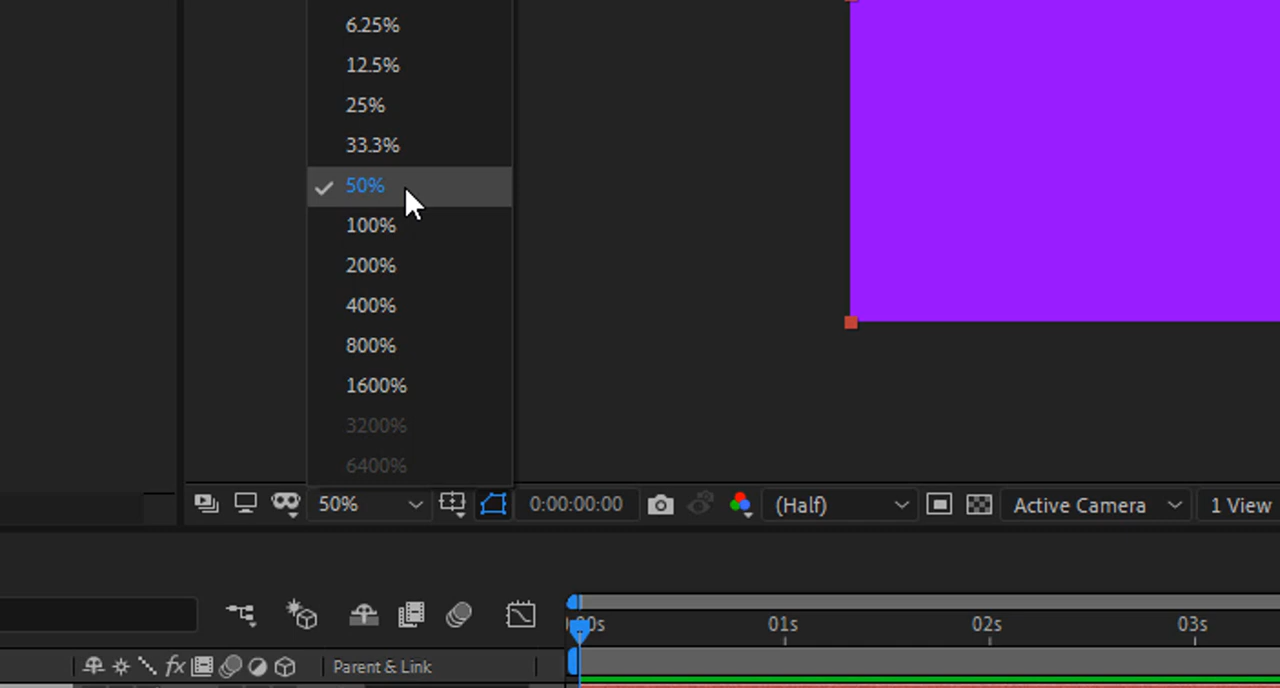 6.25%
12.5%
25%
33.3%
50%
100%
200%
400%
800%
1600%
3200%
6400%
50%
0:00:00:00
(Half)
Active Camera
1 View
00s
01s
02s
03s
fx
Parent & Link